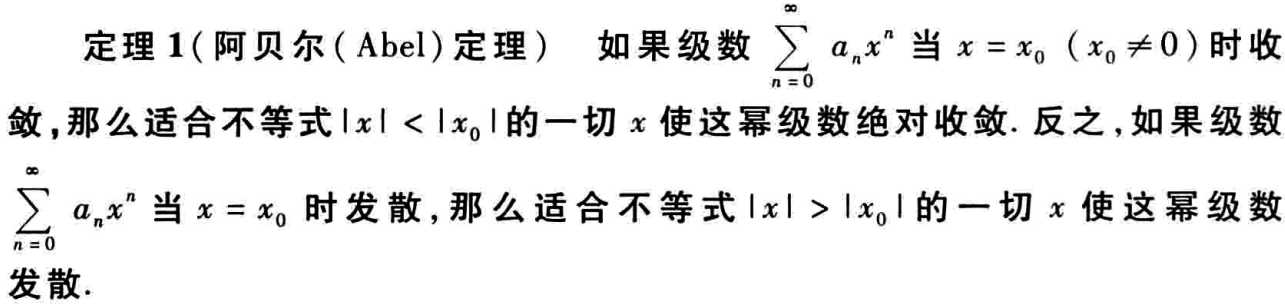 定理 1(阿贝尔(Abel)定理) 如果级数 $\sum_{n=0}^{\infty} a_n x^n$ 当 $x = x_0$ ($x_0 \neq 0$)时收
敛,那么适合不等式$|x| < |x_0|$的一切 $x$ 使这幂级数绝对收敛. 反之,如果级数
$\sum_{n=0}^{\infty} a_n x^n$ 当 $x = x_0$ 时发散,那么适合不等式$|x| > |x_0|$的一切 $x$ 使这幂级数
发散.